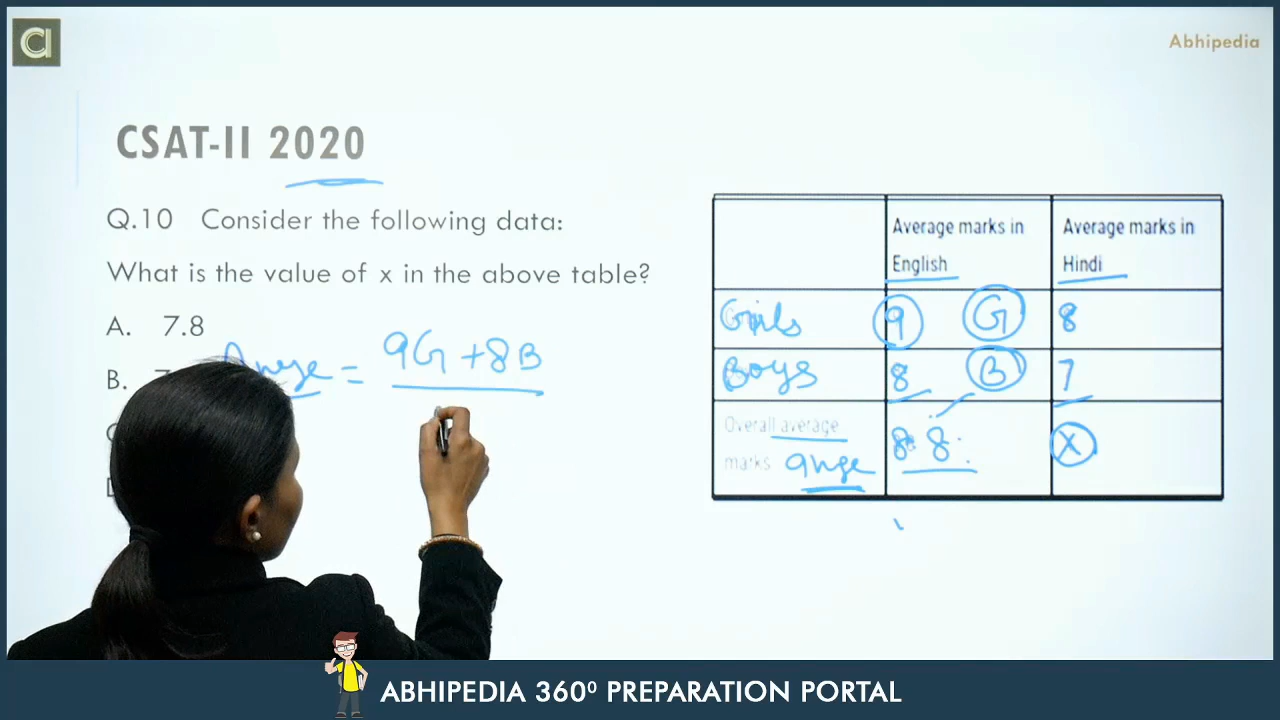 Abhipedia
CSAT-II 2020
Q.10 Consider the following data:
What is the value of x in the above table?
A. 7.8
B.
= 9G + 8B
Average marks in English
Average marks in Hindi
Girls 9 G 8
Boys 8 B 7
Overall average marks 8.8 x
ABHIPEDIA 360⁰ PREPARATION PORTAL